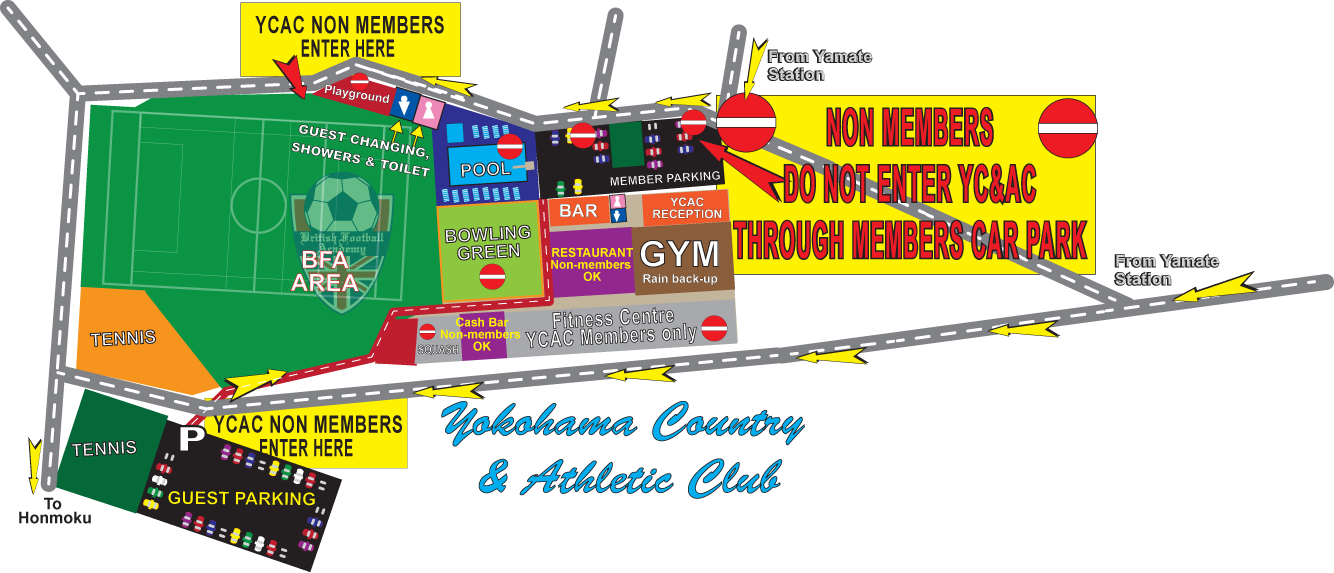 YCAC NON MEMBERS
ENTER HERE
From Yamate
Station
Playground
GUEST CHANGING,
SHOWERS & TOILET
POOL
MEMBER PARKING
NON MEMBERS
DO NOT ENTER YC&AC
THROUGH MEMBERS CAR PARK
BAR
YCAC
RECEPTION
BOWLING
GREEN
RESTAURANT
Non-members
OK
GYM
Rain back-up
British Football
Academy
BFA
AREA
From Yamate
Station
TENNIS
Cash Bar
Non-members
OK
SQUASH
Fitness Centre
YCAC Members only
YCAC NON MEMBERS
ENTER HERE
P
TENNIS
GUEST PARKING
To
Honmoku
Yokohama Country
& Athletic Club